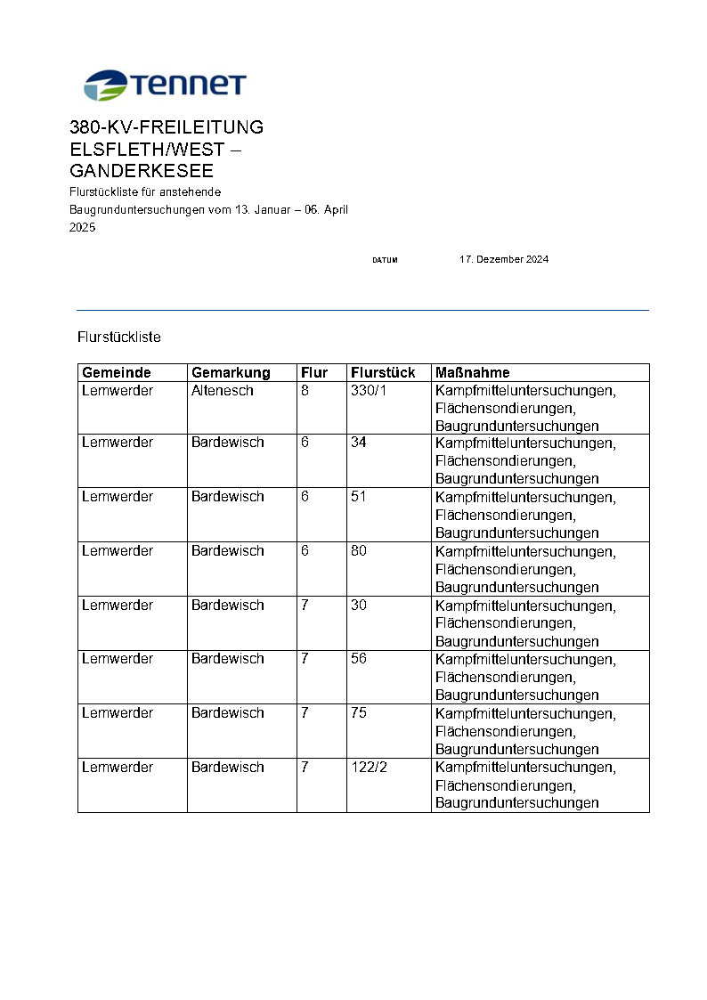 TENNET
380-KV-FREILEITUNG
ELSFLETH/WEST –
GANDERKESEE
Flurstückliste für anstehende
Baugrunduntersuchungen vom 13. Januar – 06. April
2025
DATUM 17. Dezember 2024
Flurstückliste
Gemeinde Gemarkung Flur Flurstück Maßnahme
Lemwerder Altenesch 8 330/1 Kampfmitteluntersuchungen,
Flächensondierungen,
Baugrunduntersuchungen
Lemwerder Bardewisch 6 34 Kampfmitteluntersuchungen,
Flächensondierungen,
Baugrunduntersuchungen
Lemwerder Bardewisch 6 51 Kampfmitteluntersuchungen,
Flächensondierungen,
Baugrunduntersuchungen
Lemwerder Bardewisch 6 80 Kampfmitteluntersuchungen,
Flächensondierungen,
Baugrunduntersuchungen
Lemwerder Bardewisch 7 30 Kampfmitteluntersuchungen,
Flächensondierungen,
Baugrunduntersuchungen
Lemwerder Bardewisch 7 56 Kampfmitteluntersuchungen,
Flächensondierungen,
Baugrunduntersuchungen
Lemwerder Bardewisch 7 75 Kampfmitteluntersuchungen,
Flächensondierungen,
Baugrunduntersuchungen
Lemwerder Bardewisch 7 122/2 Kampfmitteluntersuchungen,
Flächensondierungen,
Baugrunduntersuchungen